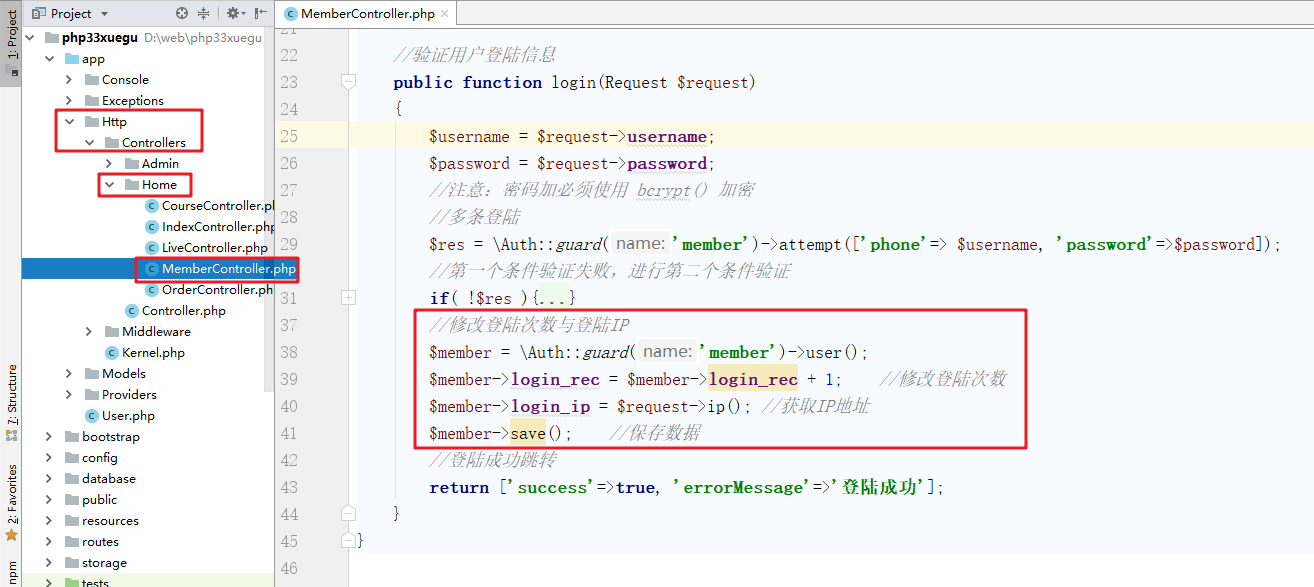 Project
MemberController.php
1: Project
7: Structure
2: Favorites
npm
php33xuegu D:\web\php33xuegu
app
Console
Exceptions
Http
Controllers
Admin
Home
CourseController.pl
IndexController.php
LiveController.php
MemberController.php
OrderController.ph
Controller.php
Middleware
Kernel.php
Models
Providers
User.php
bootstrap
config
database
public
resources
routes
storage
tests
21
22 //验证用户登陆信息
23 public function login(Request $request)
24 {
25 $username = $request->username;
26 $password = $request->password;
27 //注意: 密码加必须使用 bcrypt() 加密
28 //多条登陆
29 $res = \Auth::guard( name: 'member')->attempt(['phone'=> $username, 'password'=>$password]);
30 //第一个条件验证失败, 进行第二个条件验证
31 if( !$res ){...}
37 //修改登陆次数与登陆IP
38 $member = \Auth::guard( name: 'member')->user();
39 $member->login_rec = $member->login_rec + 1; //修改登陆次数
40 $member->login_ip = $request->ip(); //获取IP地址
41 $member->save(); //保存数据
42 //登陆成功跳转
43 return ['success'=>true, 'errorMessage'=>'登陆成功'];
44 }
45 }
46